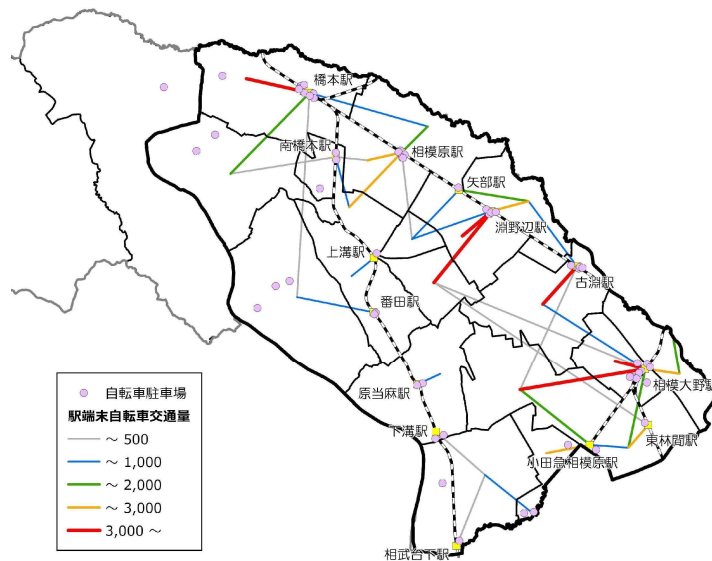 橋本駅
南橋本駅
相模原駅
矢部駅
淵野辺駅
上溝駅
古淵駅
番田駅
原当麻駅
相模大野駅
下溝駅
東林間駅
小田急相模原駅
相武台下駅
自転車駐車場
駅端末自転車交通量
～ 500
～ 1,000
～ 2,000
～ 3,000
3,000 ～